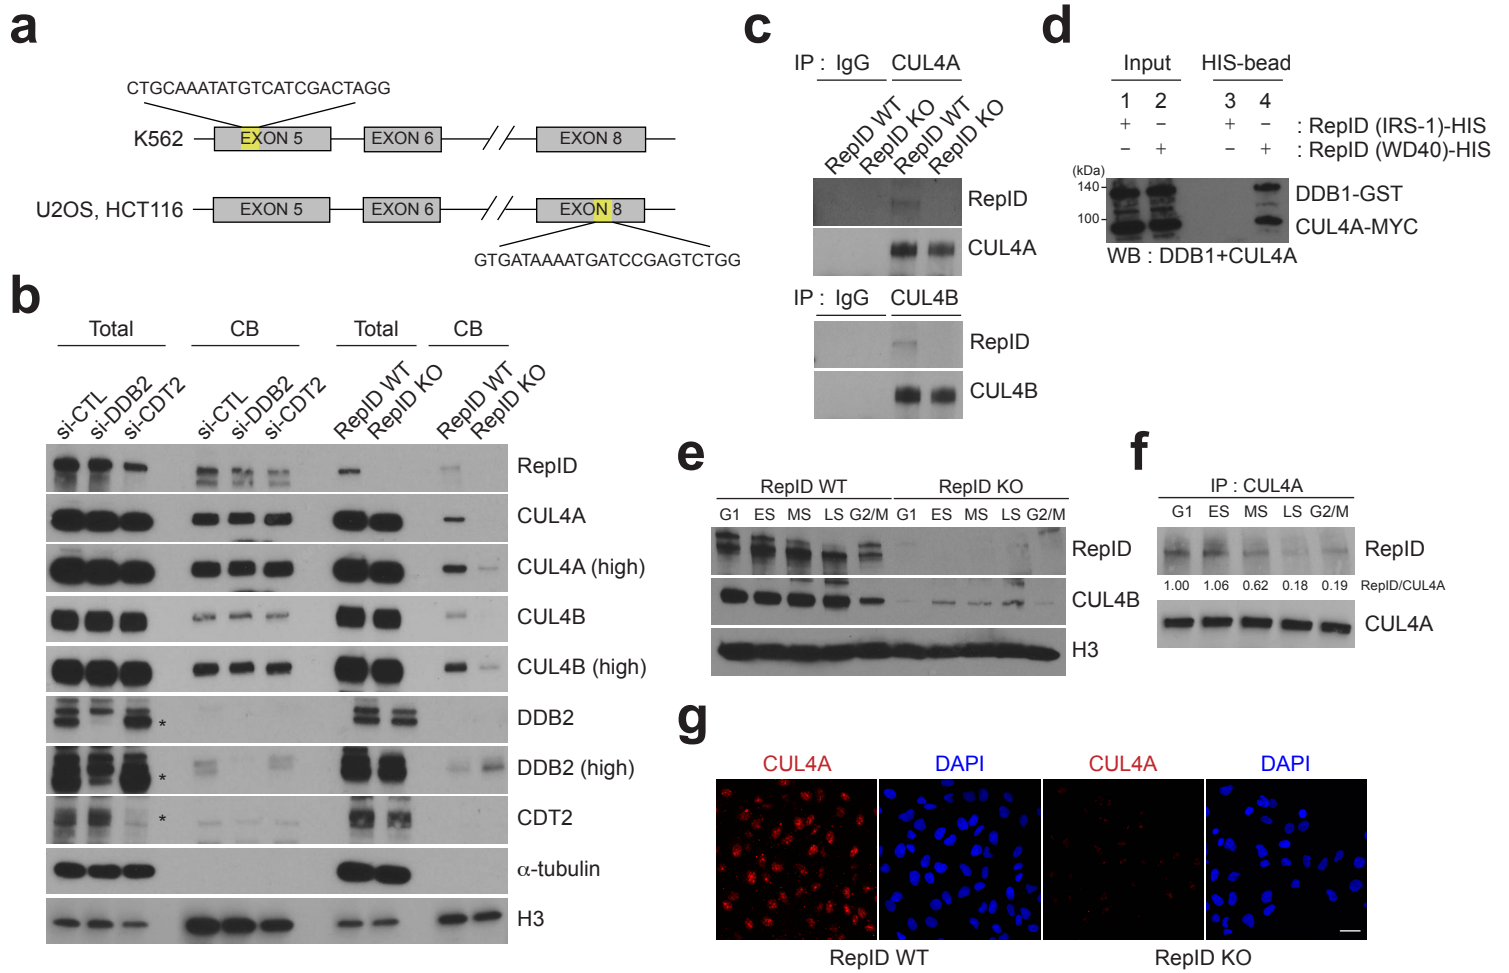 a
CTGCAAATATGTCATCGACTAGG
K562
EXON 5
EXON 6
EXON 8
U2OS, HCT116
EXON 5
EXON 6
EXON 8
GTGATAAAATGATCCGAGTCTGG
b
Total
CB
Total
CB
si-CTL
si-DDB2
si-CDT2
si-CTL
si-DDB2
si-CDT2
RepID WT
RepID KO
RepID WT
RepID KO
RepID
CUL4A
CUL4A (high)
CUL4B
CUL4B (high)
DDB2
*
DDB2 (high)
*
CDT2
*
α-tubulin
H3
c
IP : IgG CUL4A
RepID WT
RepID KO
RepID WT
RepID KO
RepID
CUL4A
IP : IgG CUL4B
RepID
CUL4B
d
Input HIS-bead
1 2 3 4
+ − + − : RepID (IRS-1)-HIS
− + − + : RepID (WD40)-HIS
(kDa)
140
DDB1-GST
100
CUL4A-MYC
WB : DDB1+CUL4A
e
RepID WT RepID KO
G1 ES MS LS G2/M G1 ES MS LS G2/M
RepID
CUL4B
H3
f
IP : CUL4A
G1 ES MS LS G2/M
RepID
1.00 1.06 0.62 0.18 0.19 RepID/CUL4A
CUL4A
g
CUL4A DAPI CUL4A DAPI
RepID WT RepID KO